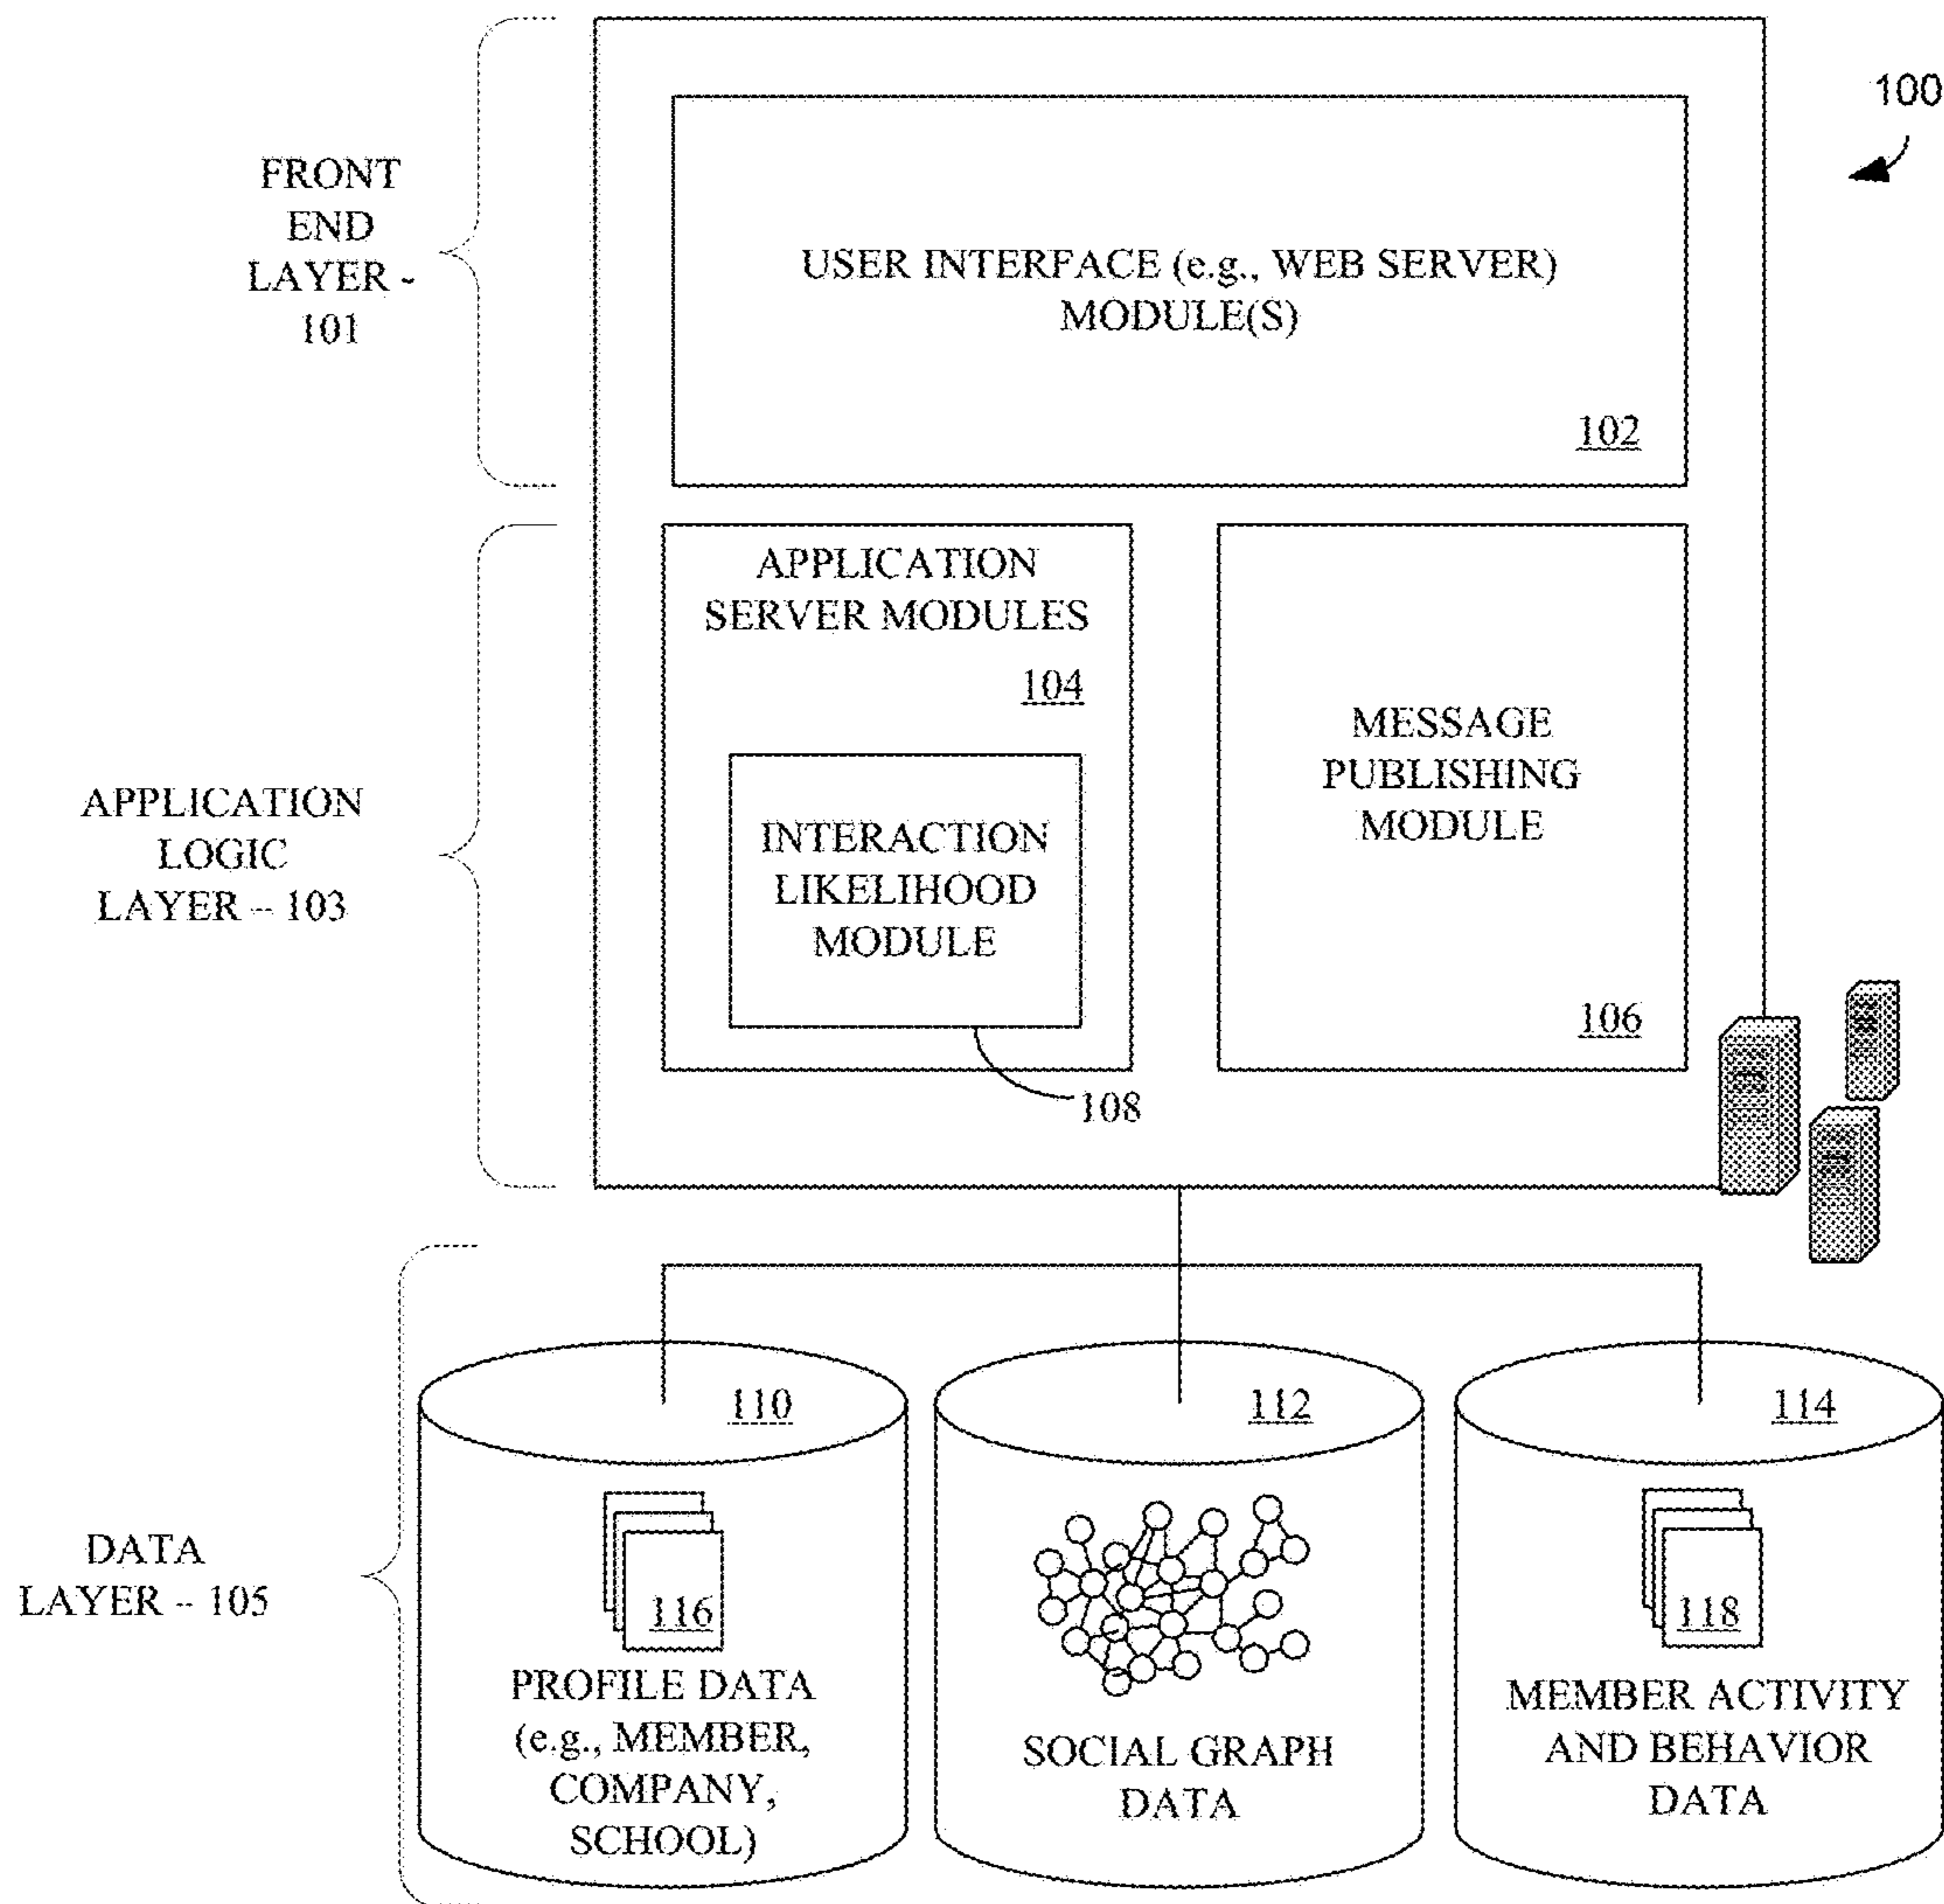 100
FRONT
END
LAYER -
101
USER INTERFACE (e.g., WEB SERVER)
MODULE(S)
102
APPLICATION
SERVER MODULES
104
INTERACTION
LIKELIHOOD
MODULE
108
MESSAGE
PUBLISHING
MODULE
106
APPLICATION
LOGIC
LAYER -- 103
DATA
LAYER -- 105
110
116
PROFILE DATA
(e.g., MEMBER,
COMPANY,
SCHOOL)
112
SOCIAL GRAPH
DATA
114
118
MEMBER ACTIVITY
AND BEHAVIOR
DATA